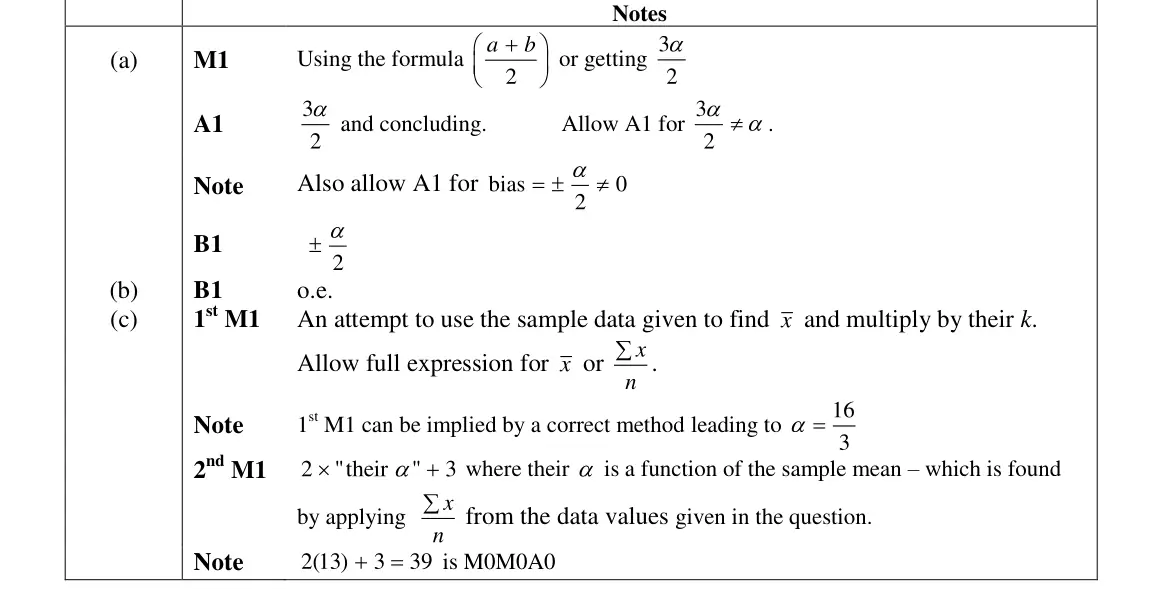 Notes
(a) M1 Using the formula (a + b / 2) or getting 3α/2
A1 3α/2 and concluding. Allow A1 for 3α/2 ≠ α .
Note Also allow A1 for bias = ± α/2 ≠ 0
B1 ± α/2
(b) B1 o.e.
(c) 1st M1 An attempt to use the sample data given to find x̅ and multiply by their k.
Allow full expression for x̅ or ∑x/n .
Note 1st M1 can be implied by a correct method leading to α = 16/3
2nd M1 2 × "their α" + 3 where their α is a function of the sample mean – which is found
by applying ∑x/n from the data values given in the question.
Note 2(13) + 3 = 39 is M0M0A0